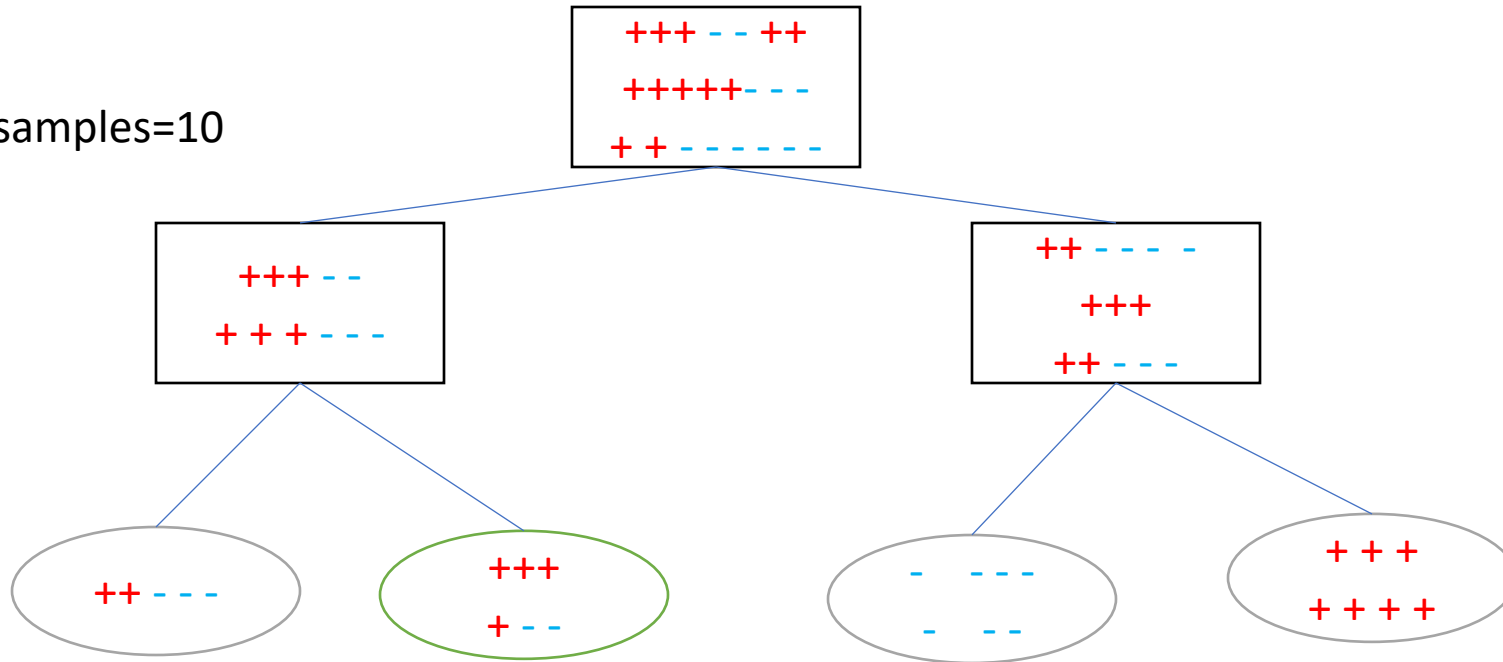 +++ - - ++
+++++- - -
+ + - - - - - -
samples=10
+++ - -
+ + + - - -
++ - - - - -
+++
++ - - -
++ - - -
+++
+ - -
- - - -
- - -
+ + +
+ + + +